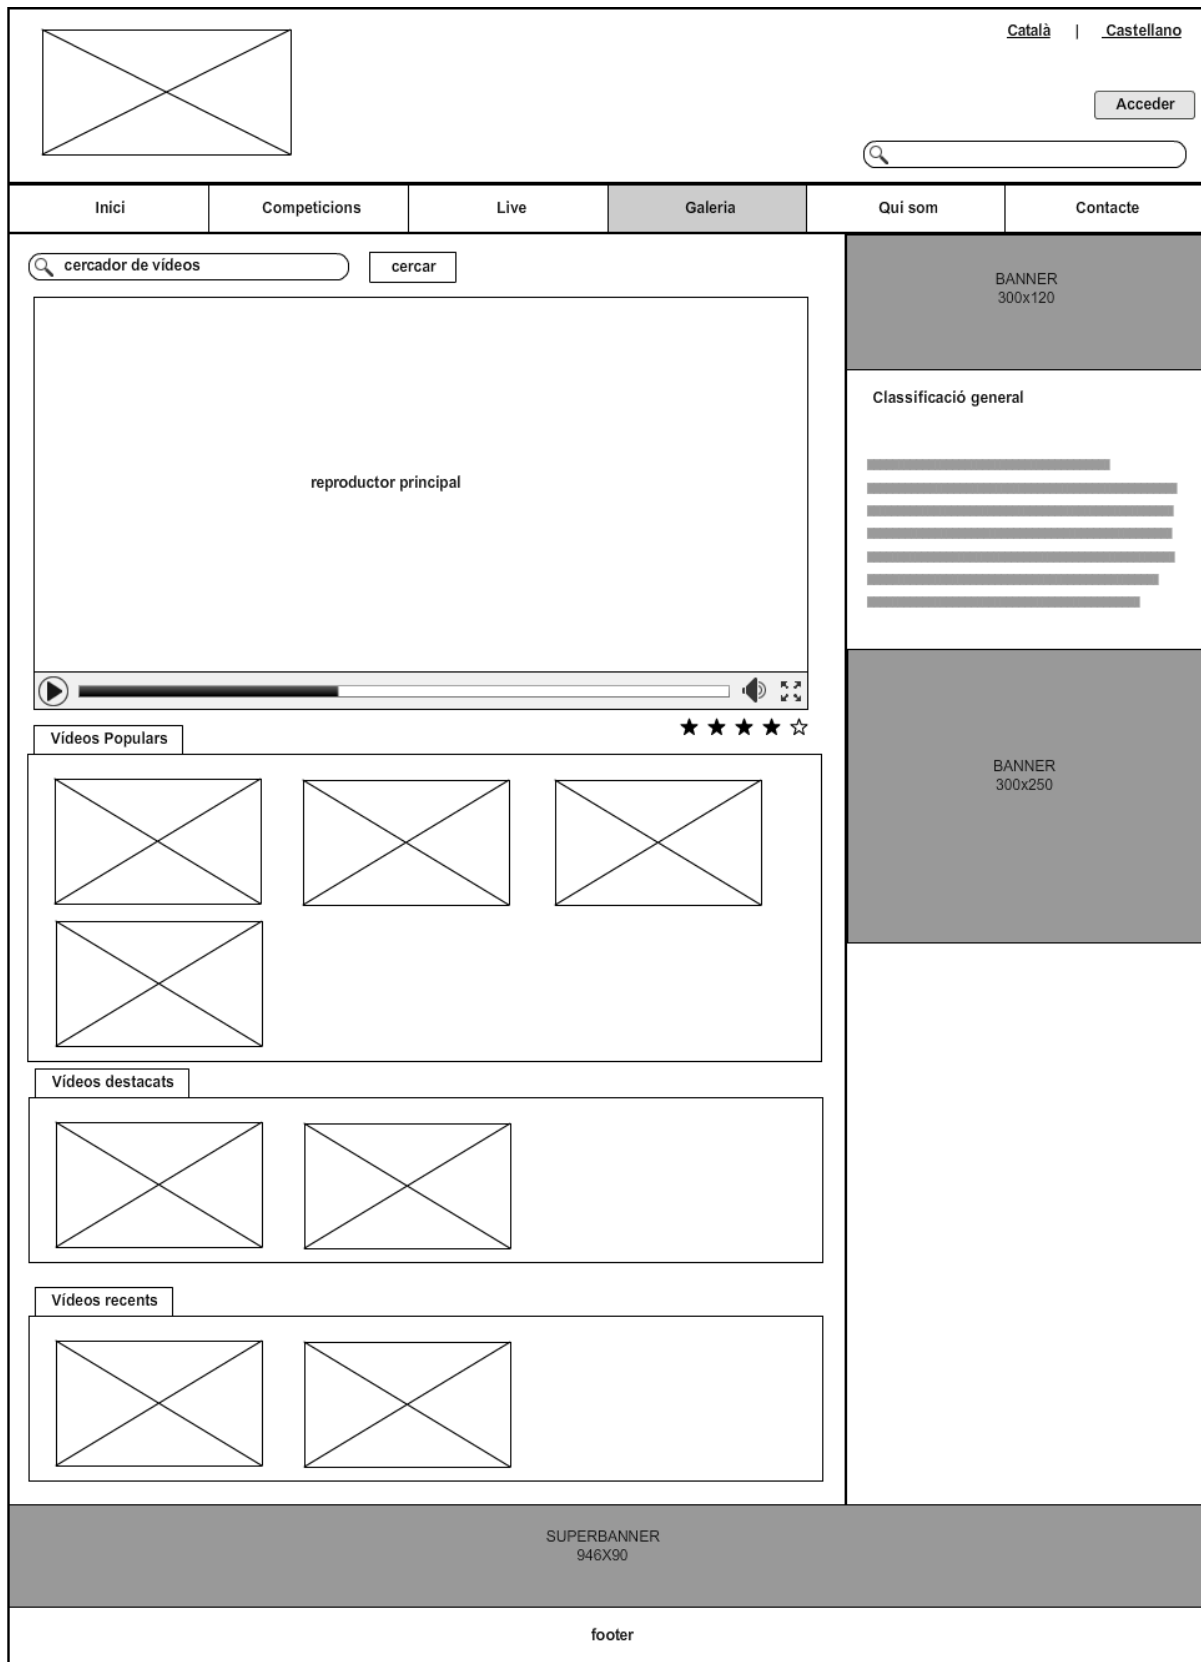 Català | Castellano
Acceder
Inici Competicions Live Galeria Qui som Contacte
cercador de vídeos cercar
reproductor principal
Vídeos Populars
Vídeos destacats
Vídeos recents
BANNER
300x120
Classificació general
BANNER
300x250
SUPERBANNER
946X90
footer